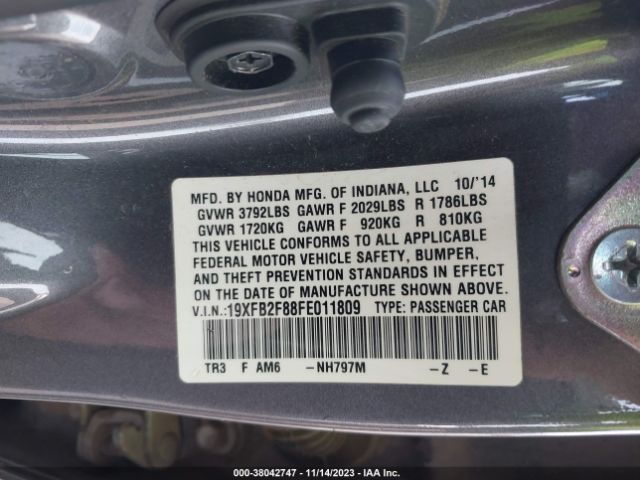 MFD. BY HONDA MFG. OF INDIANA, LLC 10/'14
GVWR 3792LBS GAWR F 2029LBS R 1786LBS
GVWR 1720KG GAWR F 920KG R 810KG
THIS VEHICLE CONFORMS TO ALL APPLICABLE
FEDERAL MOTOR VEHICLE SAFETY, BUMPER,
AND THEFT PREVENTION STANDARDS IN EFFECT
ON THE DATE OF MANUFACTURE SHOWN ABOVE.
V.I.N.:19XFB2F88FE011809 TYPE: PASSENGER CAR
TR3 F AM6 -NH797M -Z -E
000-38042747 - 11/14/2023 - IAA Inc.